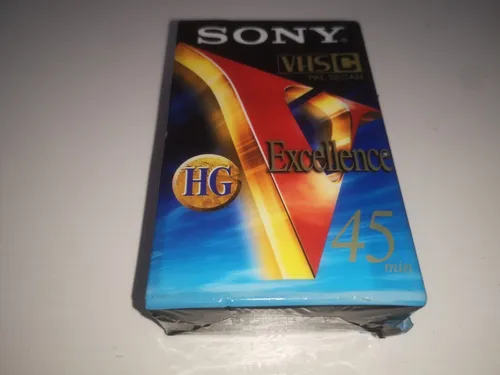 SONY
VHS C
PAL SECAM
Excellence
HG
45
min